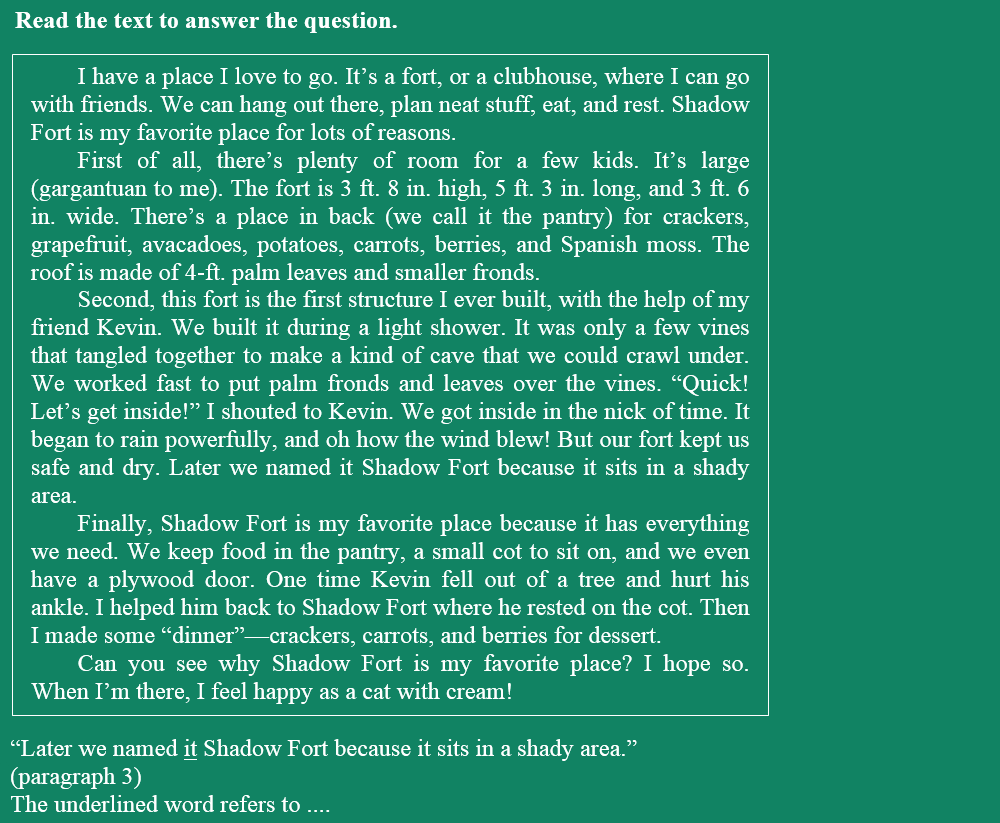 Read the text to answer the question.
I have a place I love to go. It’s a fort, or a clubhouse, where I can go
with friends. We can hang out there, plan neat stuff, eat, and rest. Shadow
Fort is my favorite place for lots of reasons.
First of all, there’s plenty of room for a few kids. It’s large
(gargantuan to me). The fort is 3 ft. 8 in. high, 5 ft. 3 in. long, and 3 ft. 6
in. wide. There’s a place in back (we call it the pantry) for crackers,
grapefruit, avacadoes, potatoes, carrots, berries, and Spanish moss. The
roof is made of 4-ft. palm leaves and smaller fronds.
Second, this fort is the first structure I ever built, with the help of my
friend Kevin. We built it during a light shower. It was only a few vines
that tangled together to make a kind of cave that we could crawl under.
We worked fast to put palm fronds and leaves over the vines. “Quick!
Let’s get inside!” I shouted to Kevin. We got inside in the nick of time. It
began to rain powerfully, and oh how the wind blew! But our fort kept us
safe and dry. Later we named it Shadow Fort because it sits in a shady
area.
Finally, Shadow Fort is my favorite place because it has everything
we need. We keep food in the pantry, a small cot to sit on, and we even
have a plywood door. One time Kevin fell out of a tree and hurt his
ankle. I helped him back to Shadow Fort where he rested on the cot. Then
I made some “dinner”—crackers, carrots, and berries for dessert.
Can you see why Shadow Fort is my favorite place? I hope so.
When I’m there, I feel happy as a cat with cream!
“Later we named it Shadow Fort because it sits in a shady area.”
(paragraph 3)
The underlined word refers to ....